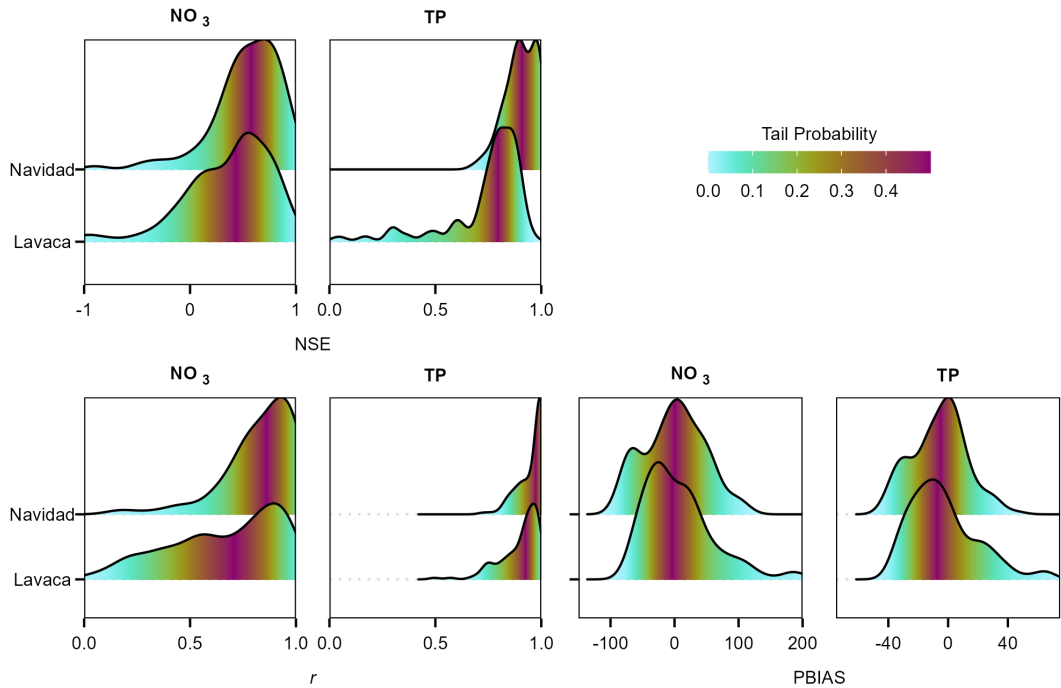 NO 3 TP
Tail Probability
0.0 0.1 0.2 0.3 0.4
Navidad
Lavaca
-1 0 1 0.0 0.5 1.0
NSE
NO 3 TP NO 3 TP
Navidad
Lavaca
0.0 0.5 1.0 0.0 0.5 1.0 -100 0 100 200 -40 0 40
r PBIAS